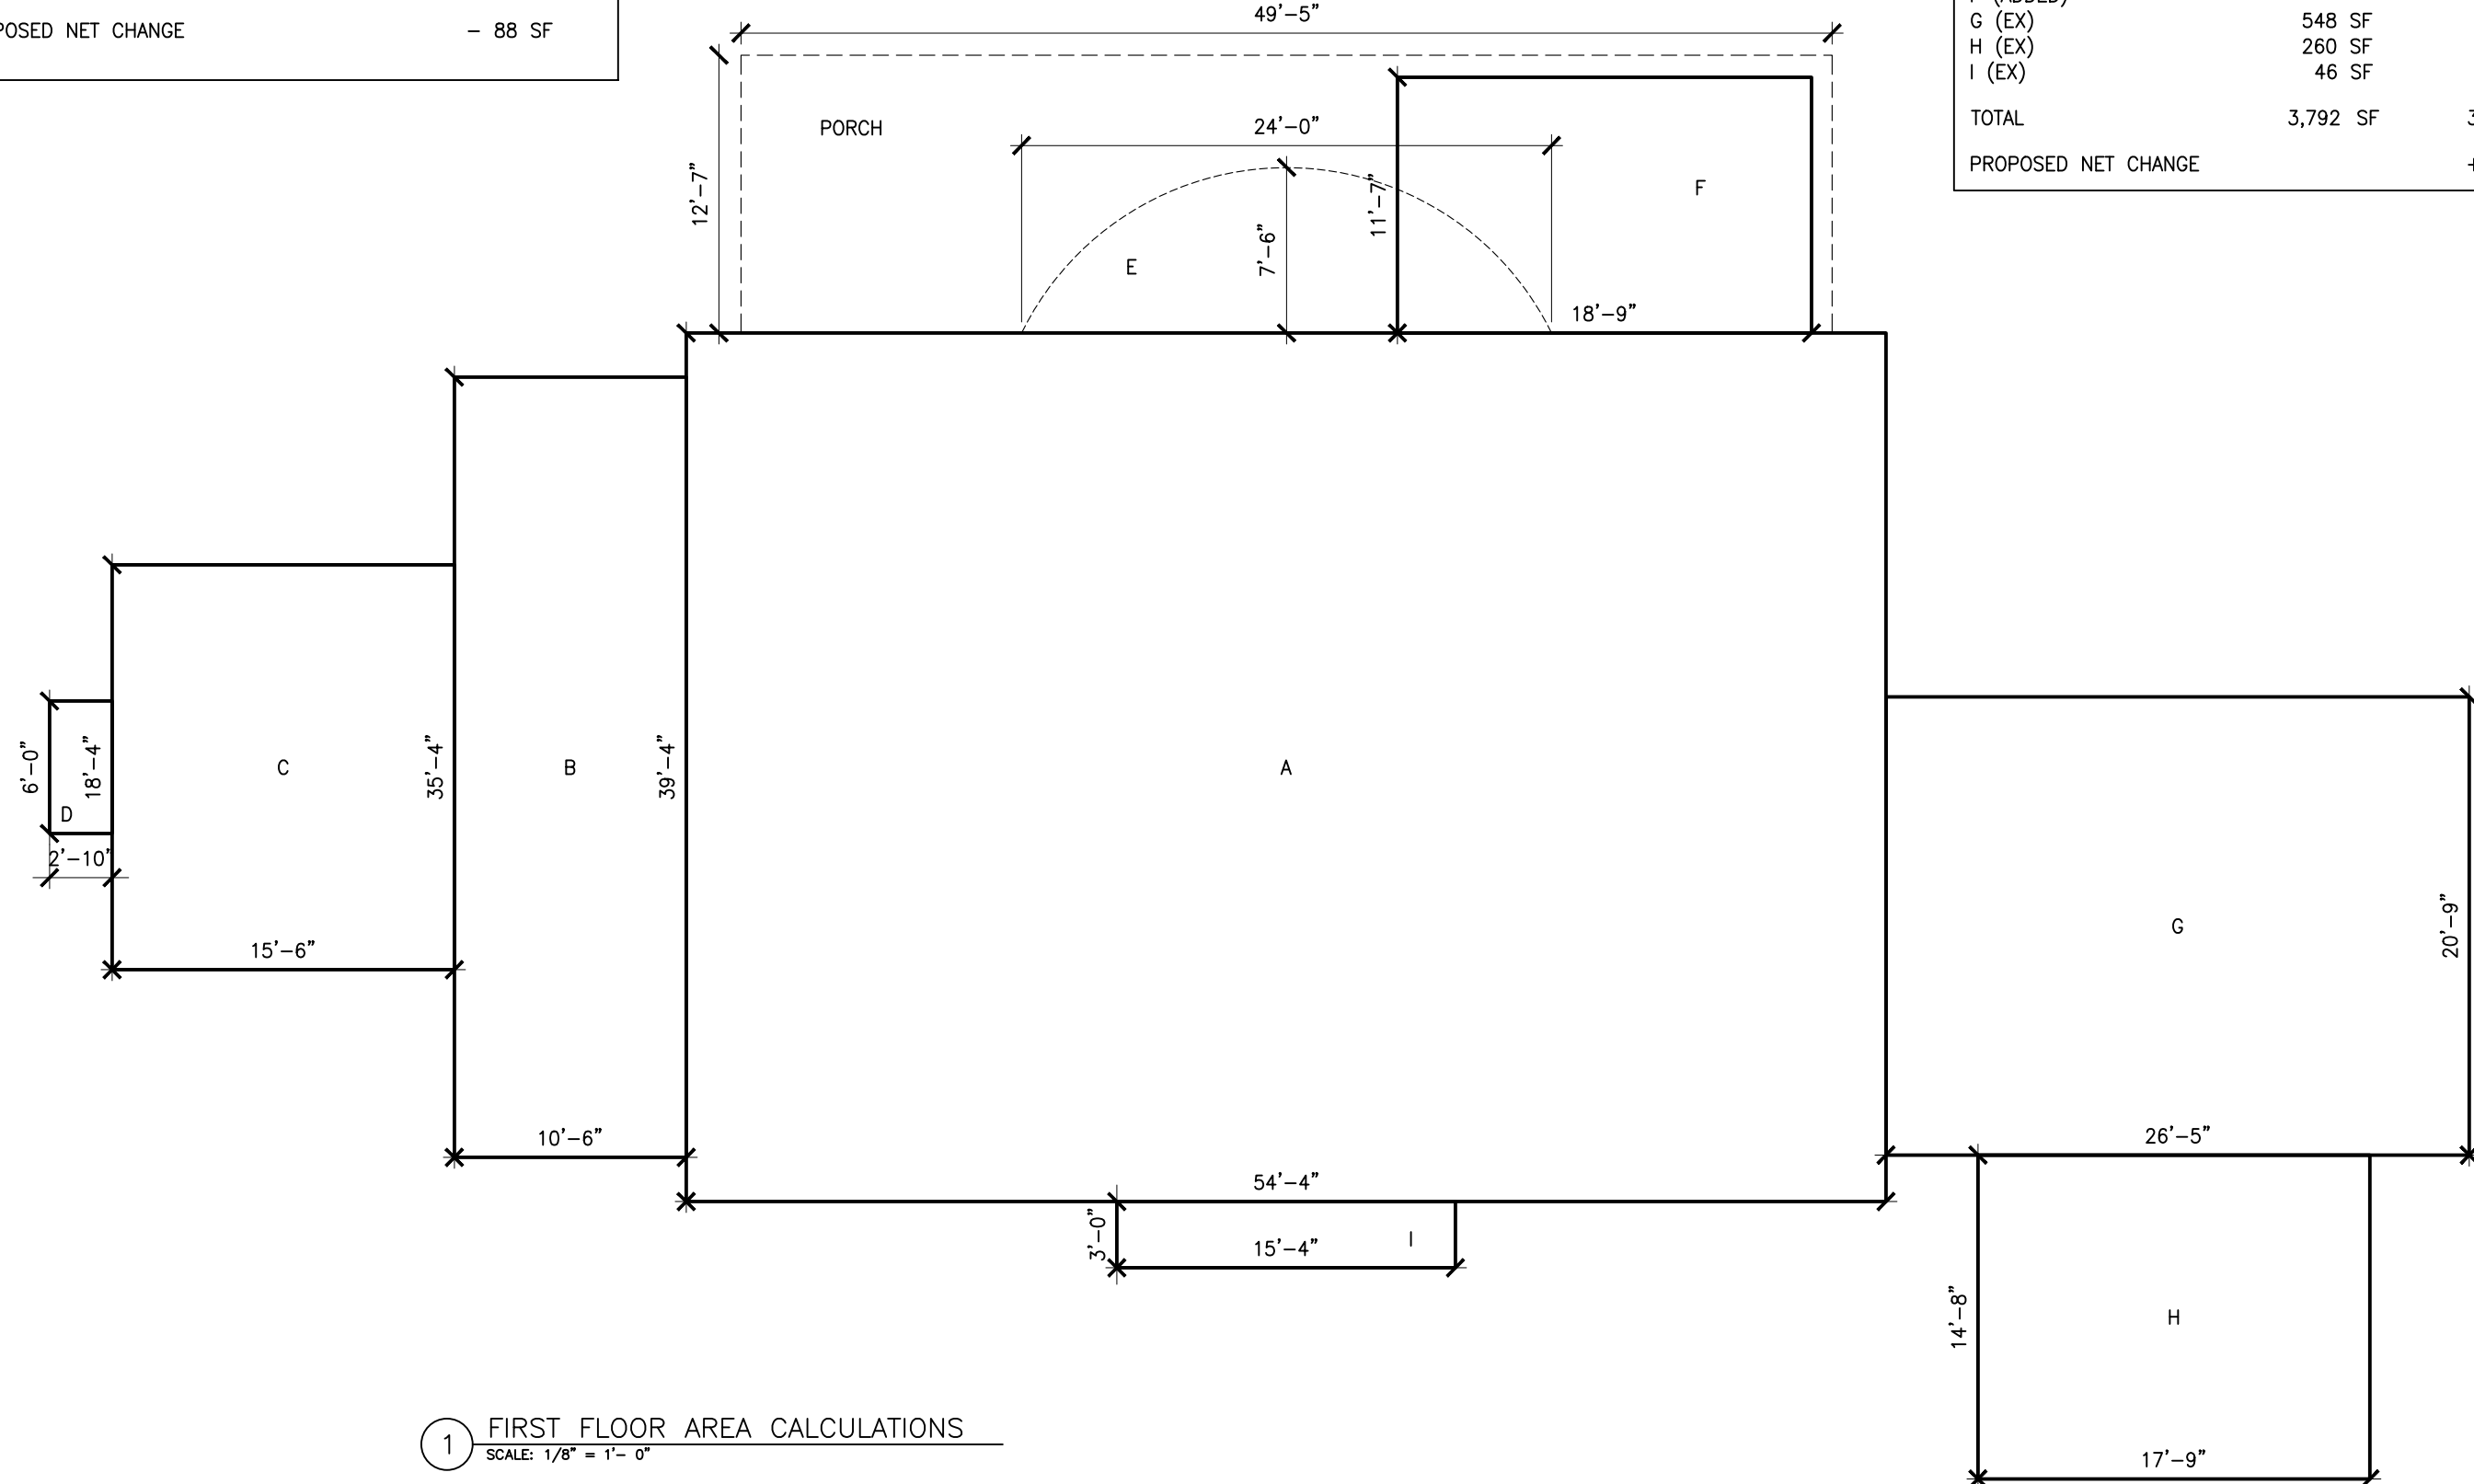 49'-5"
OSED NET CHANGE - 88 SF
G (EX) 548 SF
H (EX) 260 SF
I (EX) 46 SF
TOTAL 3,792 SF
PROPOSED NET CHANGE
PORCH
24'-0"
12'-7"
11'-7"
F
7'-6"
E
18'-9"
6'-0"
18'-4"
C
35'-4"
B
39'-4"
A
D
2'-10"
G
20'-9"
15'-6"
10'-6"
26'-5"
54'-4"
3'-0"
15'-4"
I
14'-8"
H
1 FIRST FLOOR AREA CALCULATIONS
SCALE: 1/8" = 1'- 0"
17'-9"